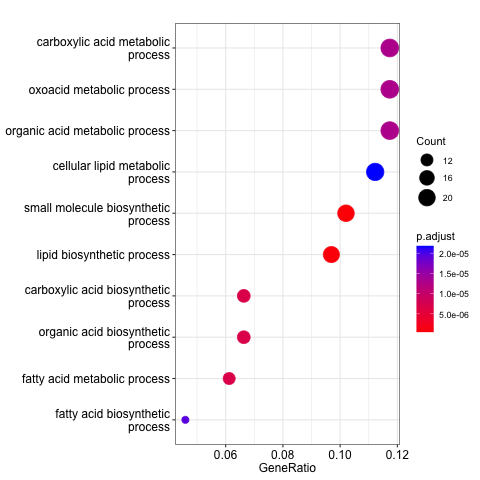 carboxylic acid metabolic
process
oxoacid metabolic process
organic acid metabolic process
cellular lipid metabolic
process
small molecule biosynthetic
process
lipid biosynthetic process
carboxylic acid biosynthetic
process
organic acid biosynthetic
process
fatty acid metabolic process
fatty acid biosynthetic
process
0.06 0.08 0.10 0.12
GeneRatio
Count
12
16
20
p.adjust
2.0e-05
1.5e-05
1.0e-05
5.0e-06